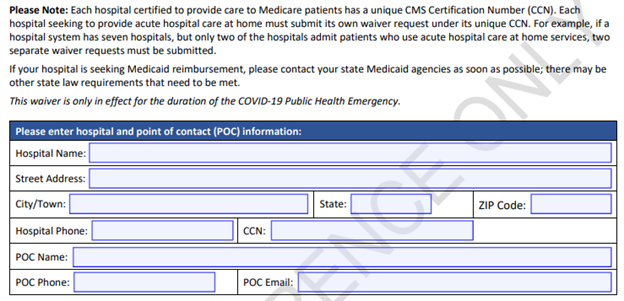 Please Note: Each hospital certified to provide care to Medicare patients has a unique CMS Certification Number (CCN). Each
hospital seeking to provide acute hospital care at home must submit its own waiver request under its unique CCN. For example, if a
hospital system has seven hospitals, but only two of the hospitals admit patients who use acute hospital care at home services, two
separate waiver requests must be submitted.
If your hospital is seeking Medicaid reimbursement, please contact your state Medicaid agencies as soon as possible; there may be
other state law requirements that need to be met.
This waiver is only in effect for the duration of the COVID-19 Public Health Emergency.
Please enter hospital and point of contact (POC) information:
Hospital Name:
Street Address:
City/Town: State: ZIP Code:
Hospital Phone: CCN:
POC Name:
POC Phone: POC Email:
RENCE ONLY